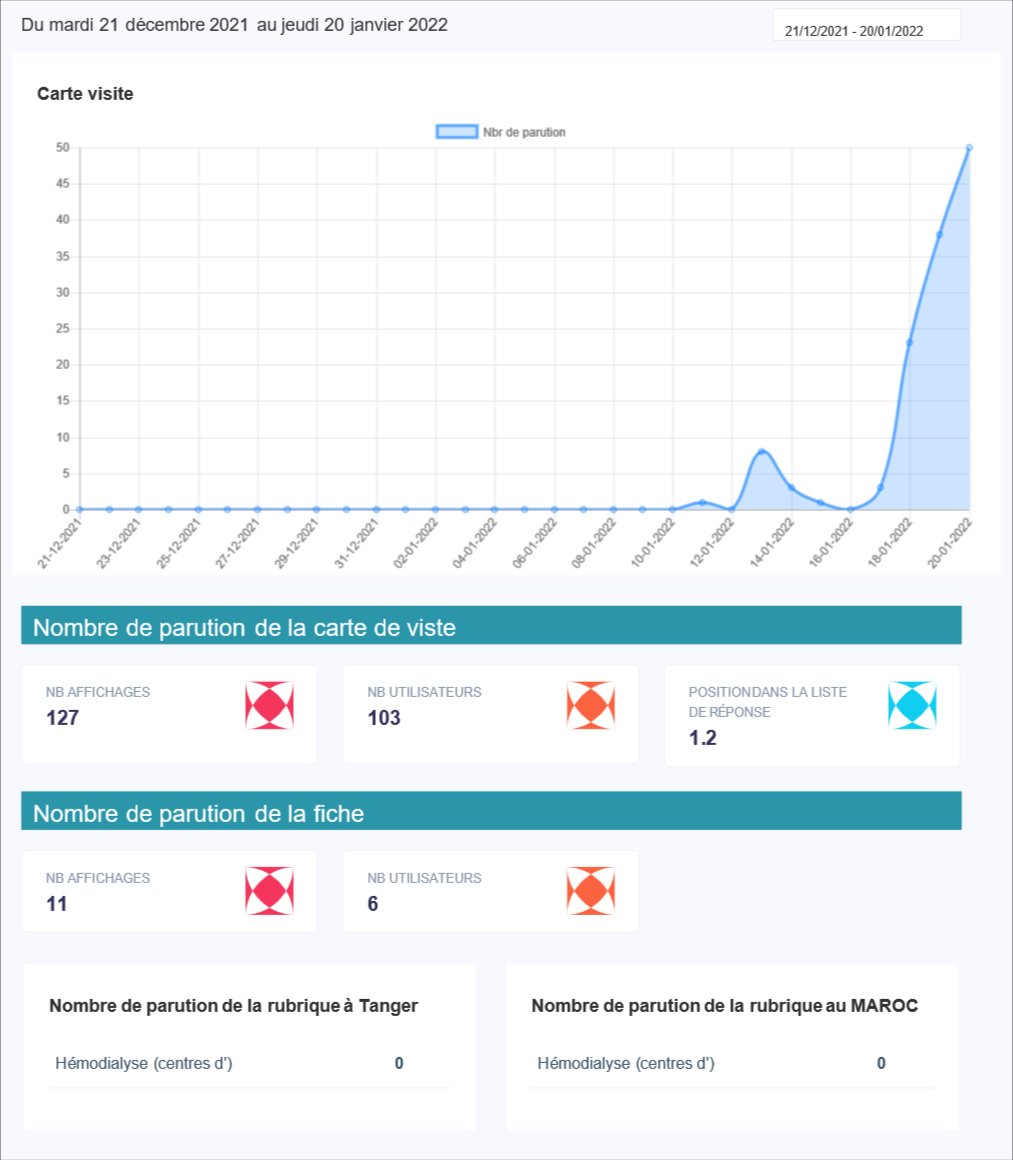 Du mardi 21 décembre 2021 au jeudi 20 janvier 2022
21/12/2021 - 20/01/2022
Carte visite
Nbr de parution
50
45
40
35
30
25
20
15
10
5
0
21-12-2021
23-12-2021
25-12-2021
27-12-2021
29-12-2021
31-12-2021
02-01-2022
04-01-2022
06-01-2022
08-01-2022
10-01-2022
12-01-2022
14-01-2022
16-01-2022
18-01-2022
20-01-2022
Nombre de parution de la carte de viste
NB AFFICHAGES
127
NB UTILISATEURS
103
POSITIONDANS LA LISTE
DE RÉPONSE
1.2
Nombre de parution de la fiche
NB AFFICHAGES
11
NB UTILISATEURS
6
Nombre de parution de la rubrique à Tanger
Hémodialyse (centres d')
0
Nombre de parution de la rubrique au MAROC
Hémodialyse (centres d')
0